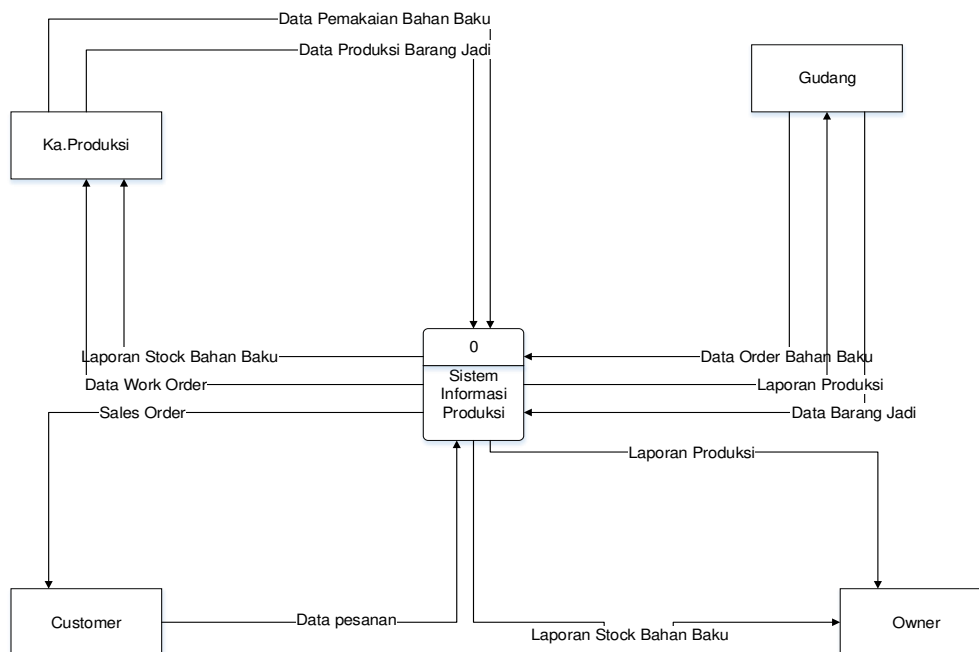 Data Pemakaian Bahan Baku
Data Produksi Barang Jadi
Gudang
Ka.Produksi
0
Laporan Stock Bahan Baku
Data Order Bahan Baku
Sistem
Informasi
Produksi
Data Work Order
Laporan Produksi
Sales Order
Data Barang Jadi
Laporan Produksi
Customer
Data pesanan
Laporan Stock Bahan Baku
Owner